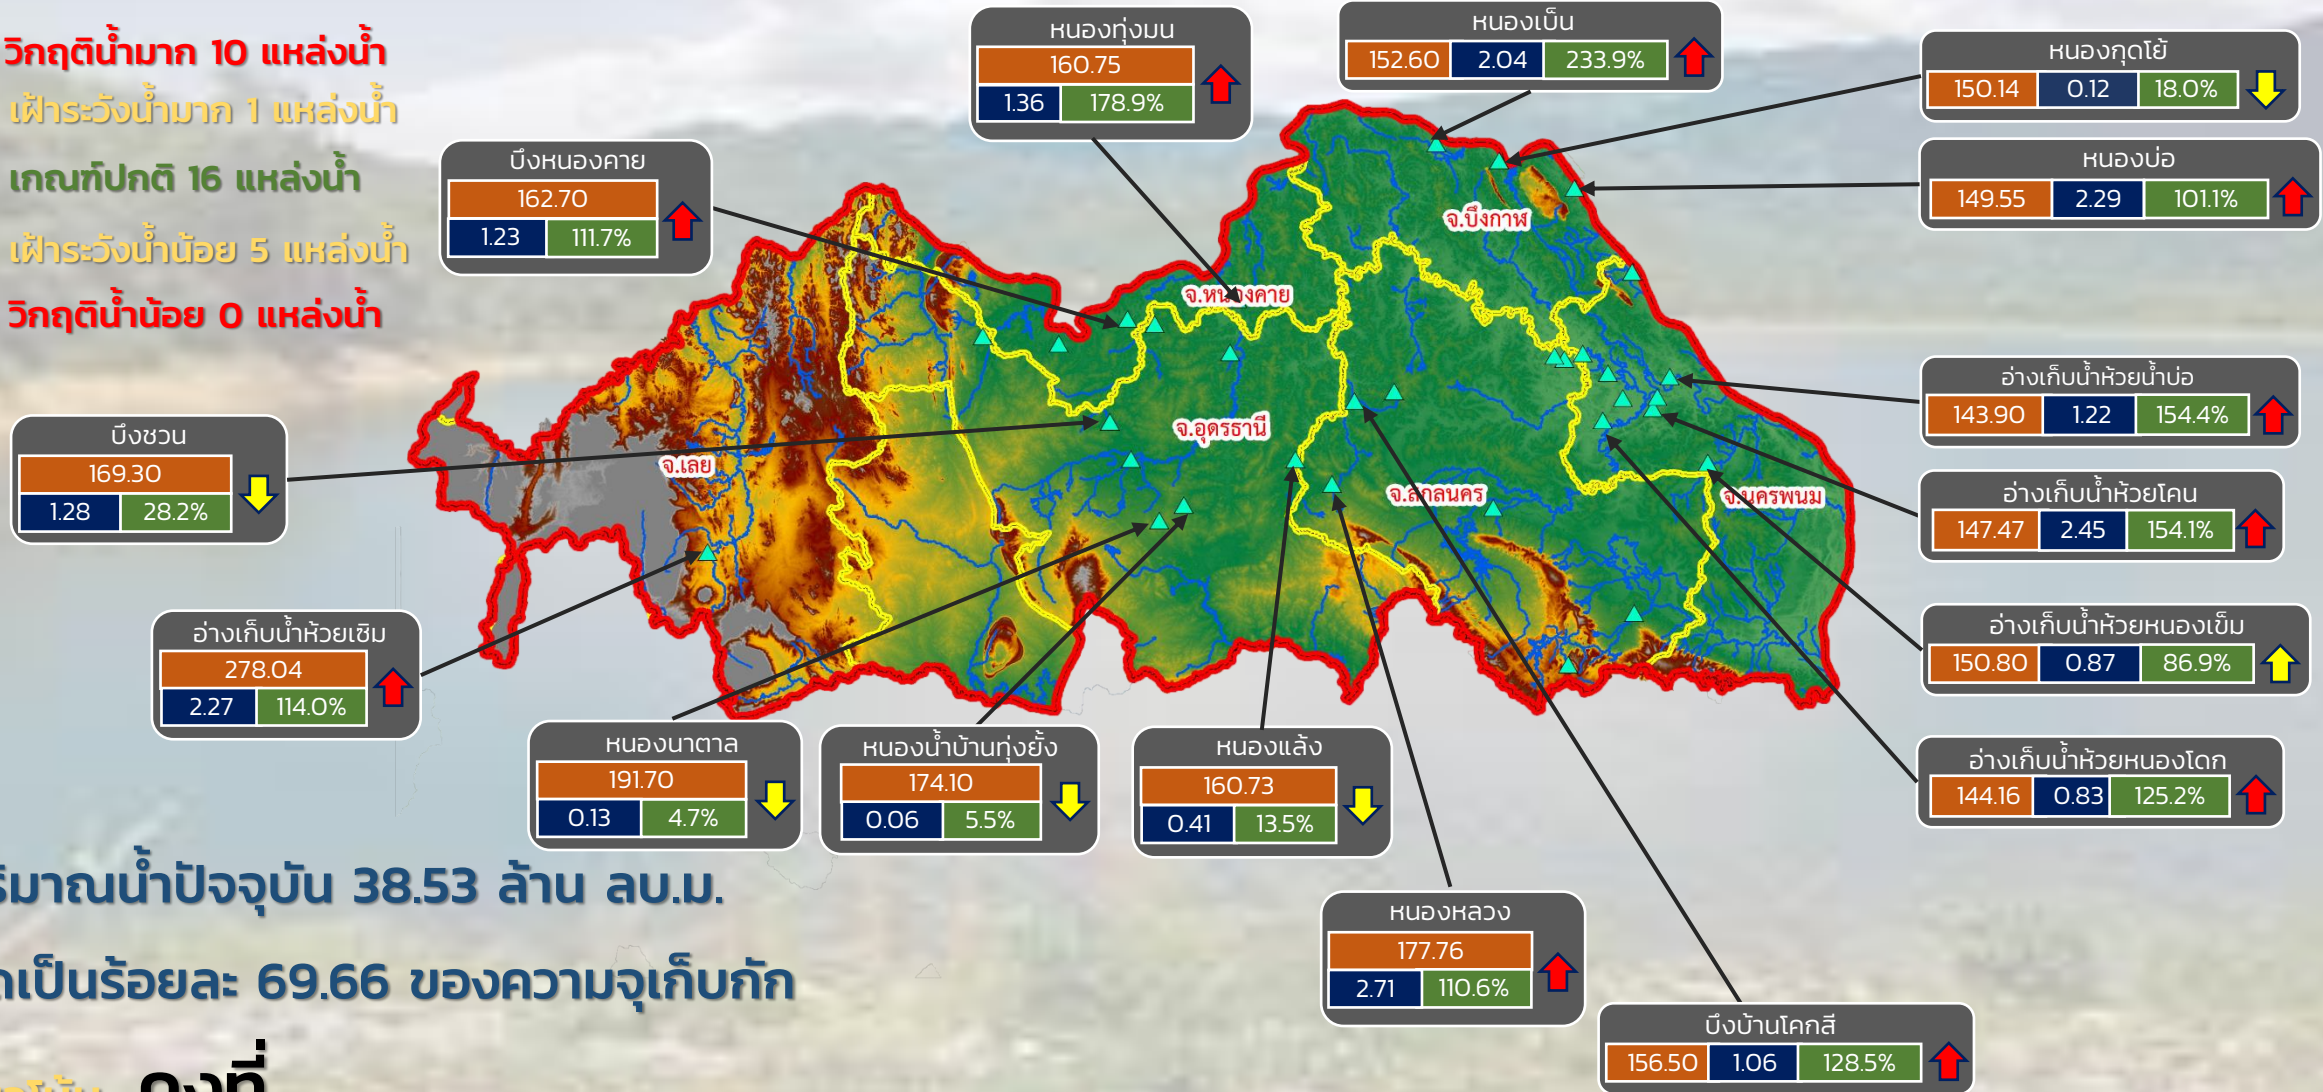 วิกฤติน้ำมาก 10 แหล่งน้ำ
เฝ้าระวังน้ำมาก 1 แหล่งน้ำ
เกณฑ์ปกติ 16 แหล่งน้ำ
เฝ้าระวังน้ำน้อย 5 แหล่งน้ำ
วิกฤติน้ำน้อย 0 แหล่งน้ำ
หนองทุ่งมน
160.75
1.36 178.9%
หนองเบ็น
152.60 2.04 233.9%
หนองกุดโย้
150.14 0.12 18.0%
หนองบ่อ
149.55 2.29 101.1%
บึงหนองคาย
162.70
1.23 111.7%
จ.บึงกาฬ
จ.หนองคาย
จ.อุดรธานี
จ.เลย
จ.สกลนคร
จ.นครพนม
อ่างเก็บน้ำห้วยน้ำบ่อ
143.90 1.22 154.4%
บึงชวน
169.30
1.28 28.2%
อ่างเก็บน้ำห้วยโคน
147.47 2.45 154.1%
อ่างเก็บน้ำห้วยเซิม
278.04
2.27 114.0%
อ่างเก็บน้ำห้วยหนองเข็ม
150.80 0.87 86.9%
หนองนาตาล
191.70
0.13 4.7%
หนองน้ำบ้านทุ่งยั้ง
174.10
0.06 5.5%
หนองแล้ง
160.73
0.41 13.5%
อ่างเก็บน้ำห้วยหนองโดก
144.16 0.83 125.2%
หนองหลวง
177.76
2.71 110.6%
บึงบ้านโคกสี
156.50 1.06 128.5%
ริมาณน้ำปัจจุบัน 38.53 ล้าน ลบ.ม.
ดเป็นร้อยละ 69.66 ของความจุเก็บกัก
คงที่